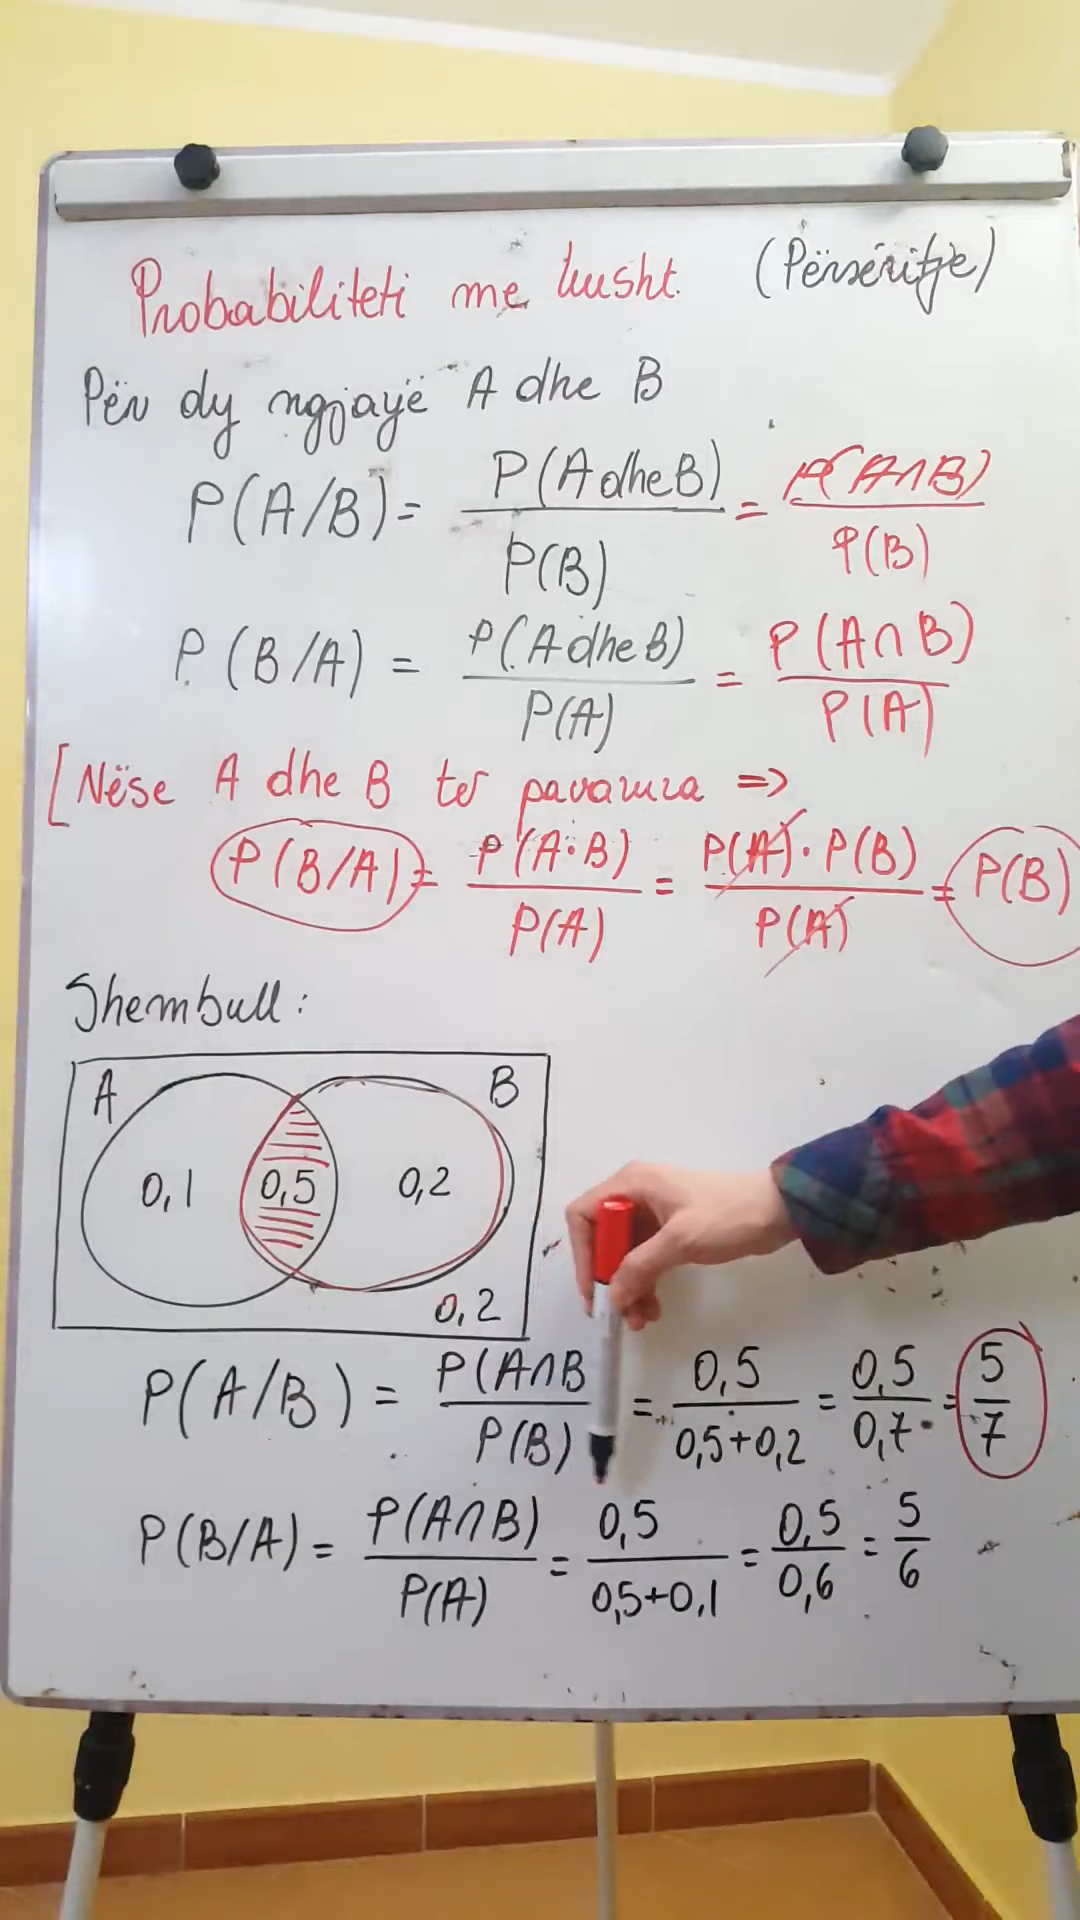 Probabiliteti me kusht. (Përsëritje)
Për dy ngjayë A dhe B
P(A/B) = P(A dhe B) / P(B) = P(A∩B) / P(B)
P(B/A) = P(A dhe B) / P(A) = P(A∩B) / P(A)
[Nëse A dhe B të pavarura =>
P(B/A) = P(A·B) / P(A) = P(A)·P(B) / P(A) = P(B)
Shembull:
A B
0,1 0,5 0,2
0,2
P(A/B) = P(A∩B / P(B) = 0,5 / 0,5+0,2 = 0,5 / 0,7 = 5/7
P(B/A) = P(A∩B) / P(A) = 0,5 / 0,5+0,1 = 0,5 / 0,6 = 5/6